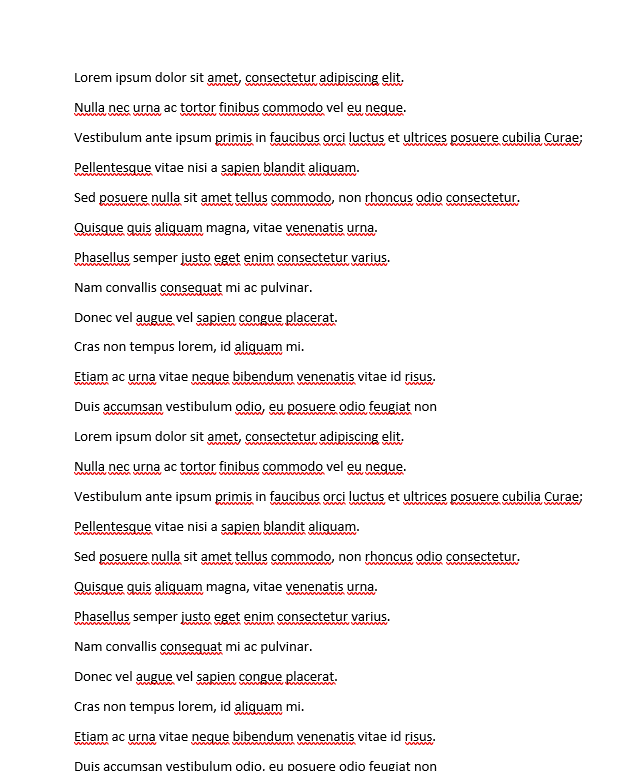 Lorem ipsum dolor sit amet, consectetur adipiscing elit.
Nulla nec urna ac tortor finibus commodo vel eu neque.
Vestibulum ante ipsum primis in faucibus orci luctus et ultrices posuere cubilia Curae;
Pellentesque vitae nisi a sapien blandit aliquam.
Sed posuere nulla sit amet tellus commodo, non rhoncus odio consectetur.
Quisque quis aliquam magna, vitae venenatis urna.
Phasellus semper justo eget enim consectetur varius.
Nam convallis consequat mi ac pulvinar.
Donec vel augue vel sapien congue placerat.
Cras non tempus lorem, id aliquam mi.
Etiam ac urna vitae neque bibendum venenatis vitae id risus.
Duis accumsan vestibulum odio, eu posuere odio feugiat non
Lorem ipsum dolor sit amet, consectetur adipiscing elit.
Nulla nec urna ac tortor finibus commodo vel eu neque.
Vestibulum ante ipsum primis in faucibus orci luctus et ultrices posuere cubilia Curae;
Pellentesque vitae nisi a sapien blandit aliquam.
Sed posuere nulla sit amet tellus commodo, non rhoncus odio consectetur.
Quisque quis aliquam magna, vitae venenatis urna.
Phasellus semper justo eget enim consectetur varius.
Nam convallis consequat mi ac pulvinar.
Donec vel augue vel sapien congue placerat.
Cras non tempus lorem, id aliquam mi.
Etiam ac urna vitae neque bibendum venenatis vitae id risus.
Duis accumsan vestibulum odio, eu posuere odio feugiat non